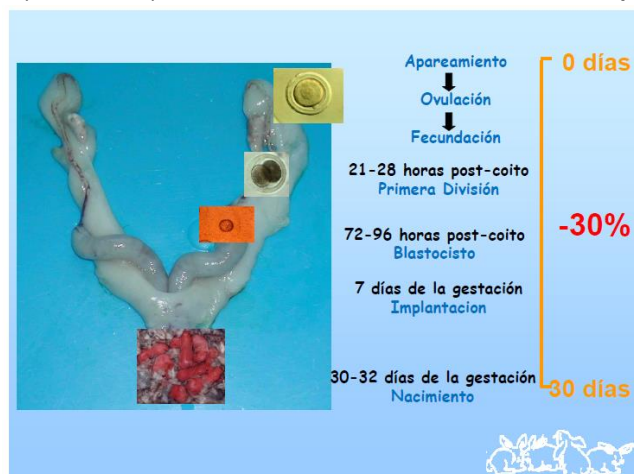 Apareamiento
0 días
Ovulación
Fecundación
21-28 horas post-coito
Primera División
-30%
72-96 horas post-coito
Blastocisto
7 días de la gestación
Implantacion
30-32 días de la gestación
30 días
Nacimiento